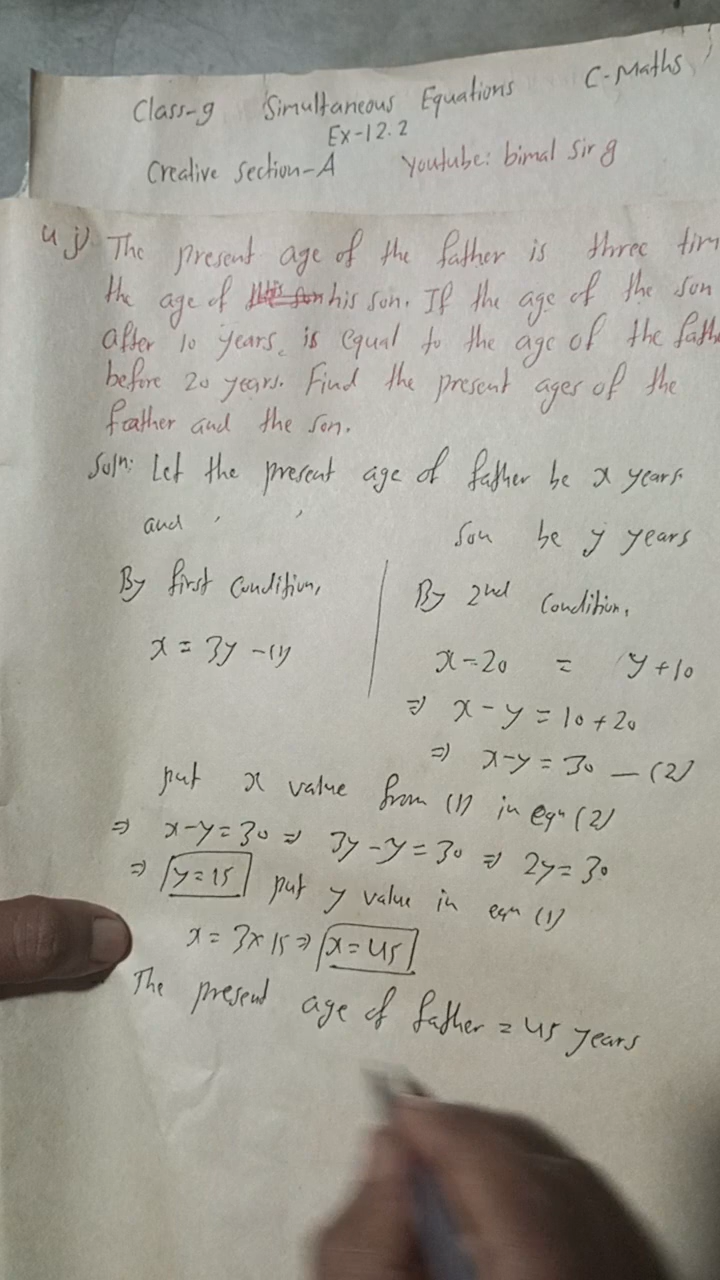 Class-9 Simultaneous Equations C-Maths
Ex-12.2
Creative Section-A Youtube: bimal Sir 9
4 j) The present age of the father is three tim
the age of his son. If the age of the son
after 10 years, is equal to the age of the fath
before 20 years. Find the present ages of the
father and the son.
Soln: Let the present age of father be x years
and ' ' son be y years
By first Condition,
x = 3y -(1)
By 2nd Condition,
x-20 = y+10
⇒ x-y = 10+20
⇒ x-y = 30 — (2)
put x value from (1) in eqn (2)
⇒ x-y=30 ⇒ 3y-y=30 ⇒ 2y=30
⇒ y=15 put y value in eqn (1)
x = 3×15 ⇒ x=45
The present age of father = 45 years